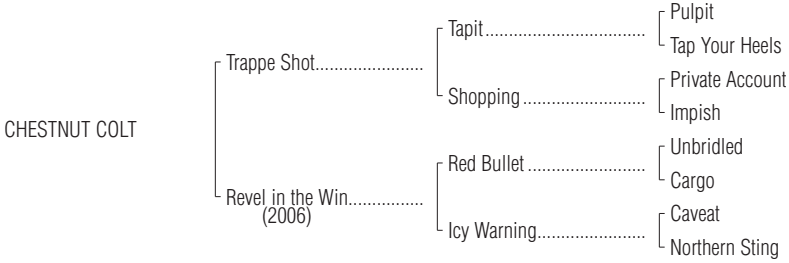 Pulpit
Tapit................................
Tap Your Heels
Trappe Shot......................
Private Account
Shopping.........................
Impish
CHESTNUT COLT
Unbridled
Red Bullet........................
Cargo
Revel in the Win...............
(2006)
Caveat
Icy Warning......................
Northern Sting